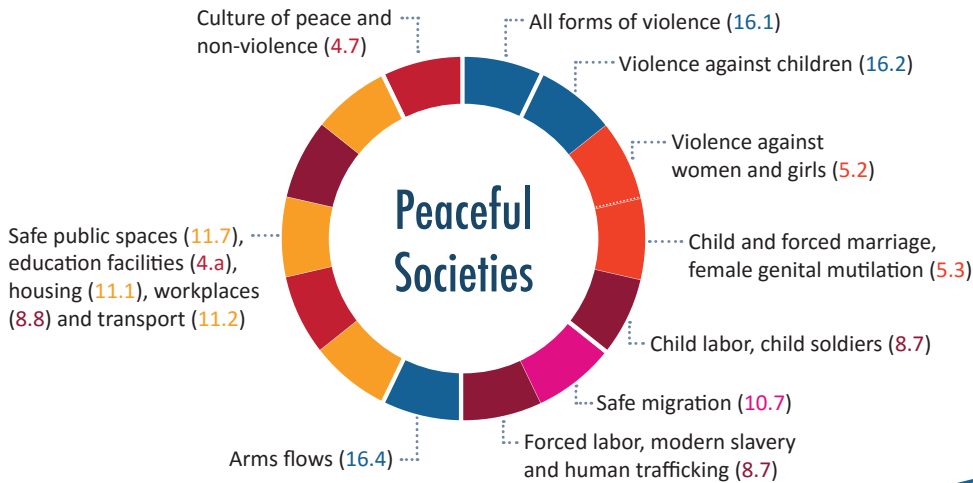 Culture of peace and
non-violence (4.7)
All forms of violence (16.1)
Violence against children (16.2)
Violence against
women and girls (5.2)
Child and forced marriage,
female genital mutilation (5.3)
Child labor, child soldiers (8.7)
Safe migration (10.7)
Forced labor, modern slavery
and human trafficking (8.7)
Arms flows (16.4)
Safe public spaces (11.7),
education facilities (4.a),
housing (11.1), workplaces
(8.8) and transport (11.2)
Peaceful
Societies